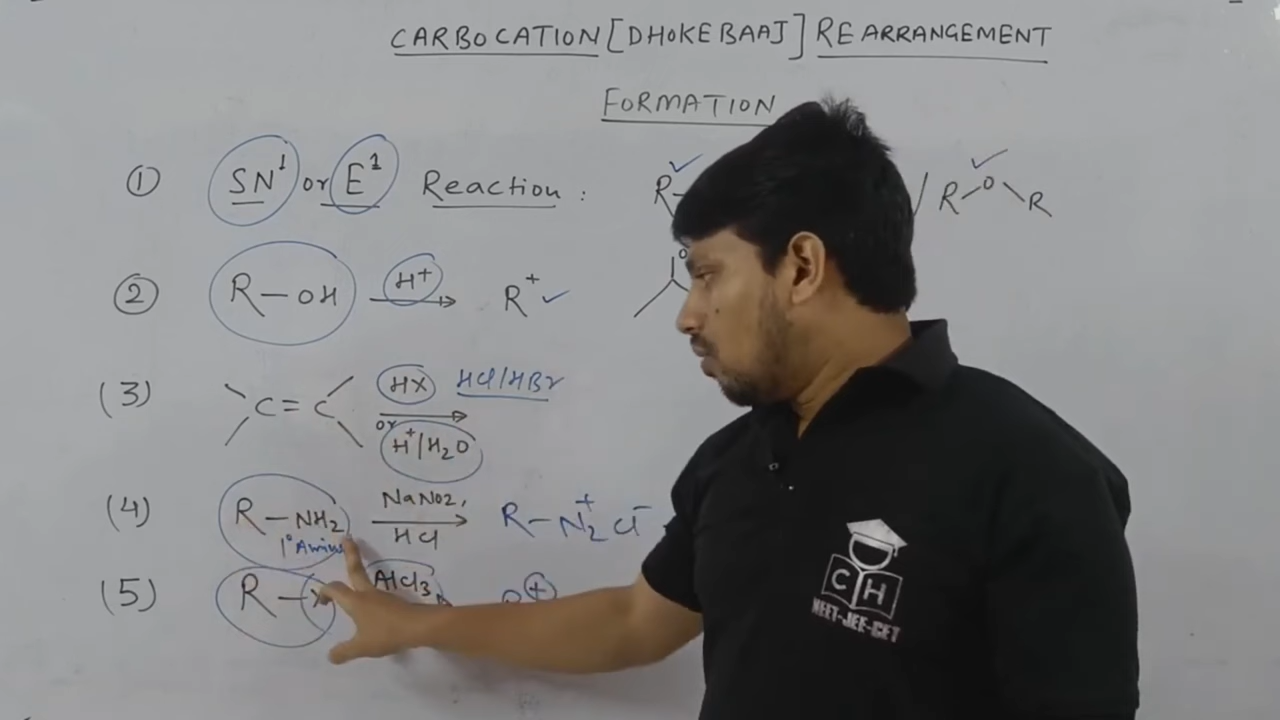 CARBOCATION [DHOKEBAAJ] REARRANGEMENT
FORMATION
① SN¹ or E¹ Reaction : R / R-O-R
② R-OH H⁺ R⁺ ✓
(3) C=C HX HCl/HBr
or
H⁺/H₂O
(4) R-NH₂ NaNO2, R-N₂⁺Cl⁻
1° Amine HCl
(5) R-X AlCl₃ R⁺
CH
NEET-JEE-CET